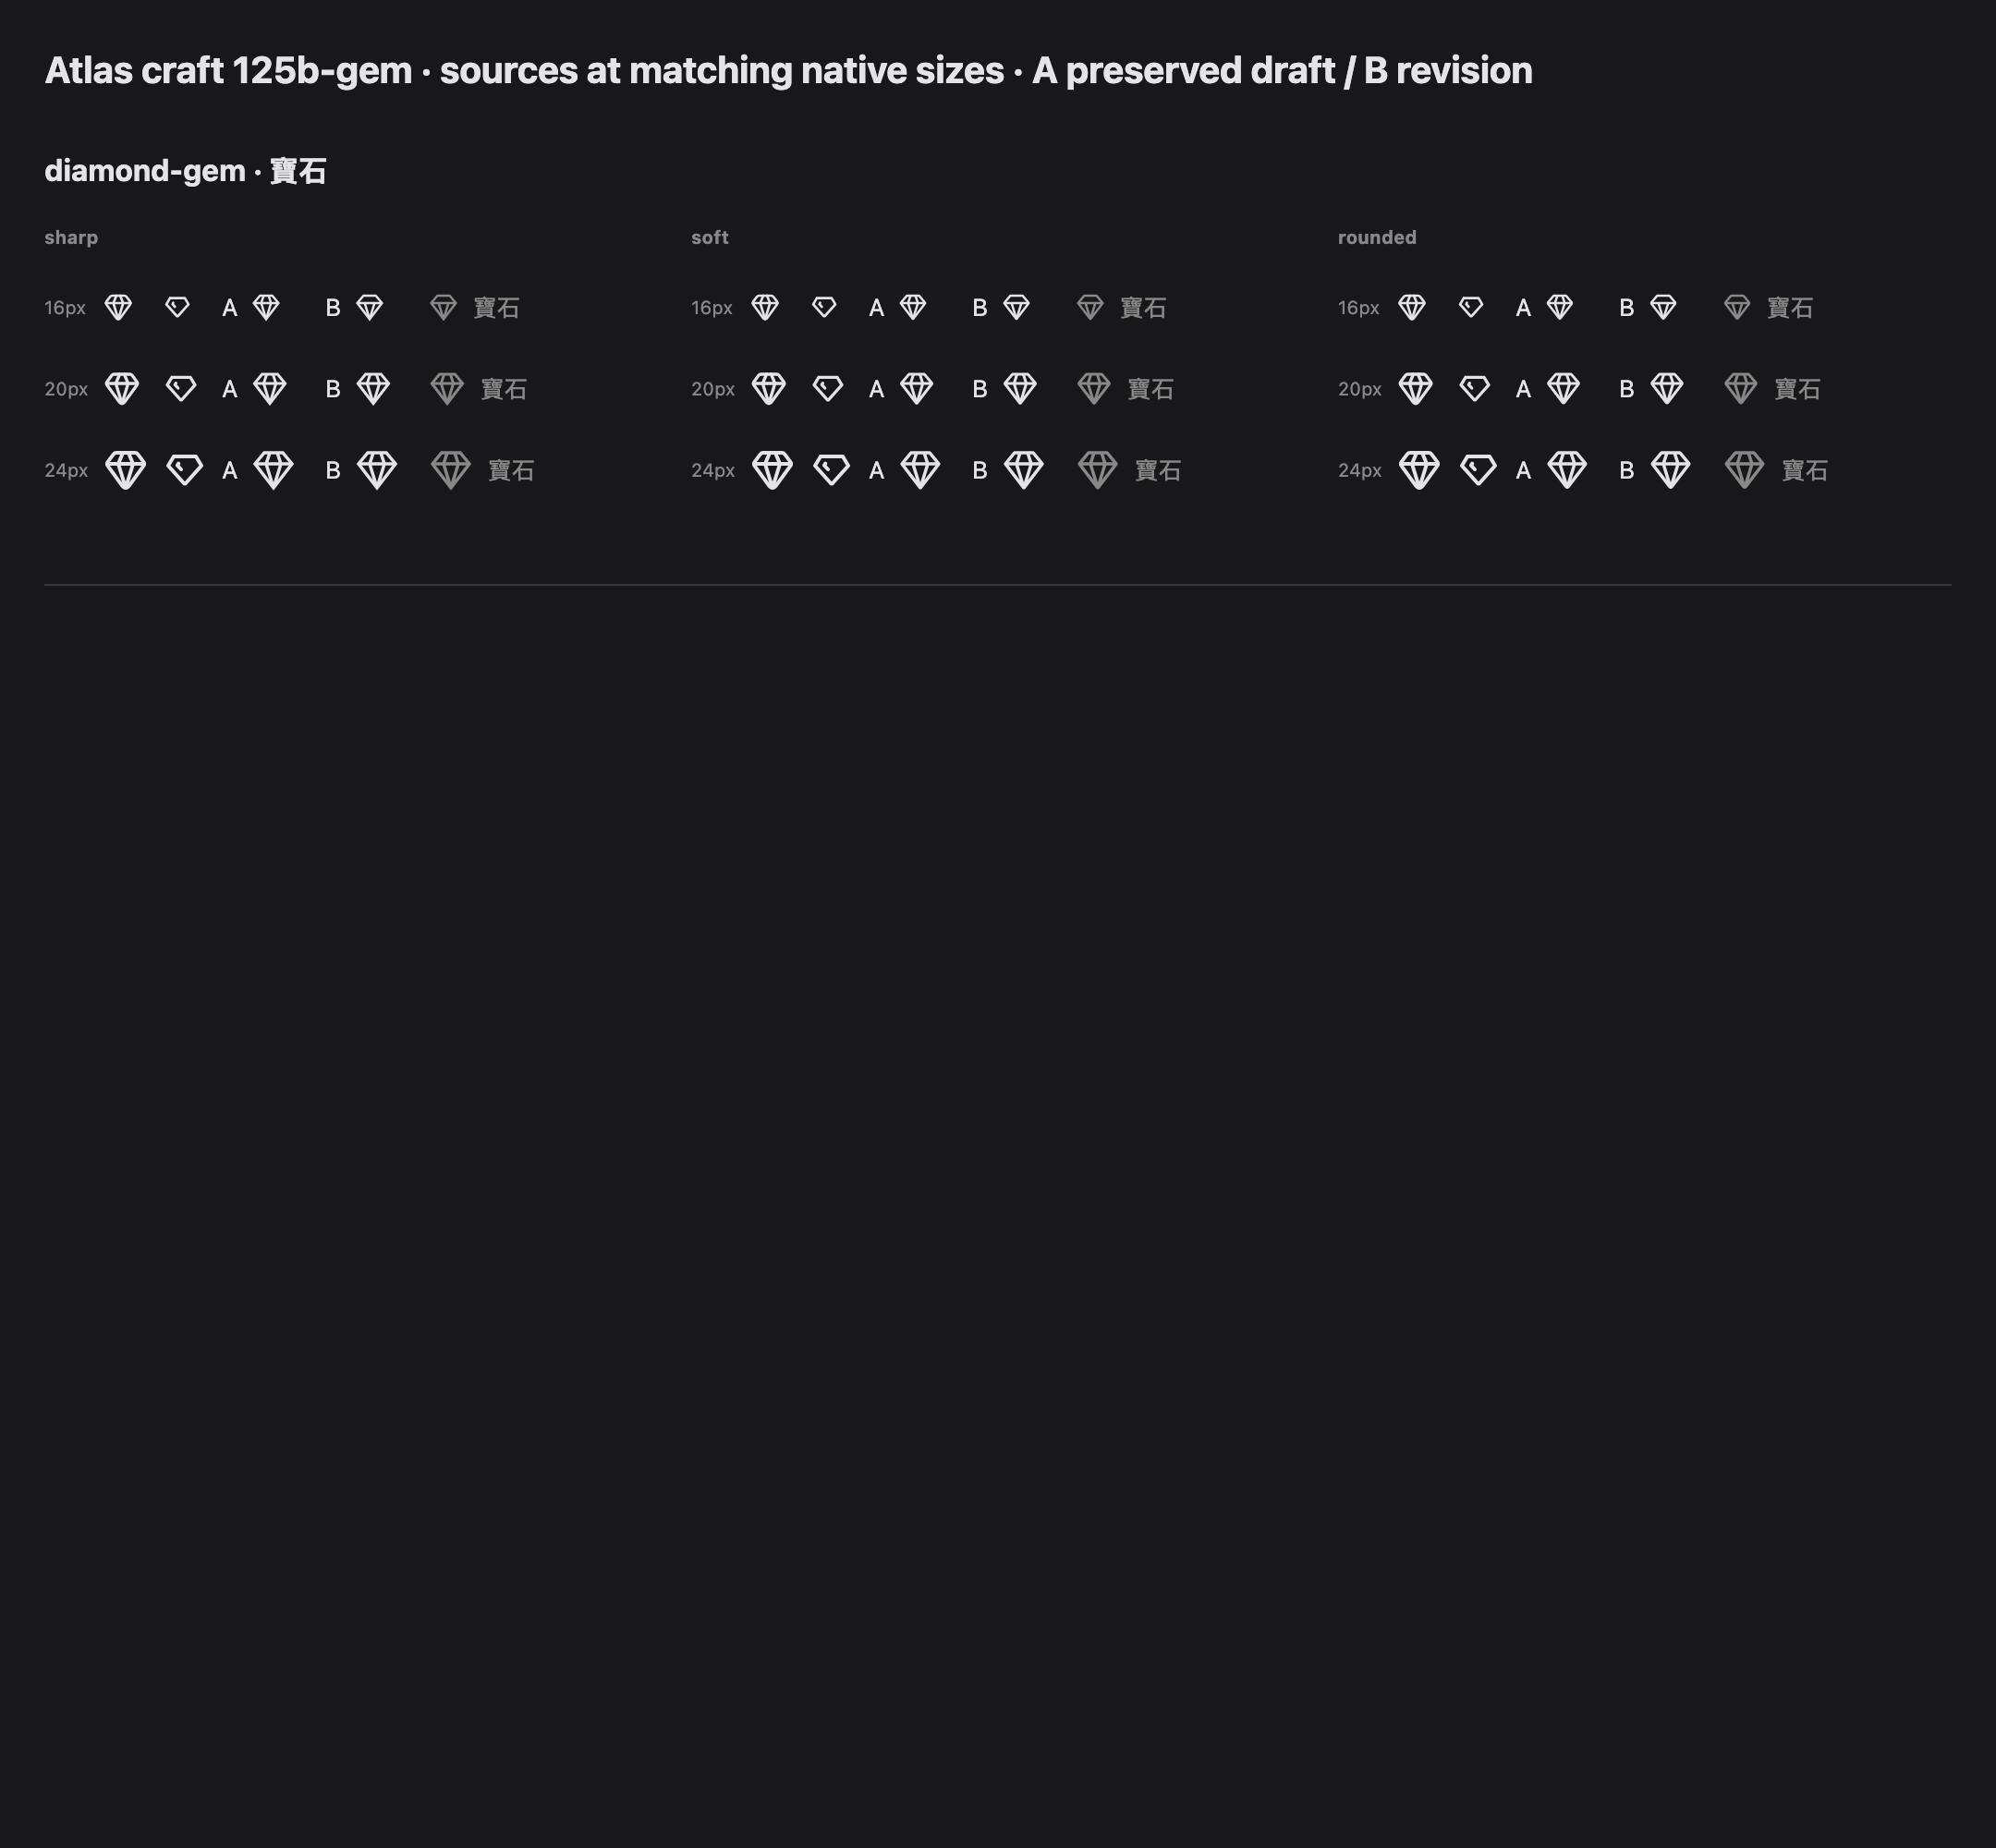 Atlas craft 125b-gem · sources at matching native sizes · A preserved draft / B revision
diamond-gem · 寶石
sharp soft rounded
16px A B 寶石 16px A B 寶石 16px A B 寶石
20px A B 寶石 20px A B 寶石 20px A B 寶石
24px A B 寶石 24px A B 寶石 24px A B 寶石